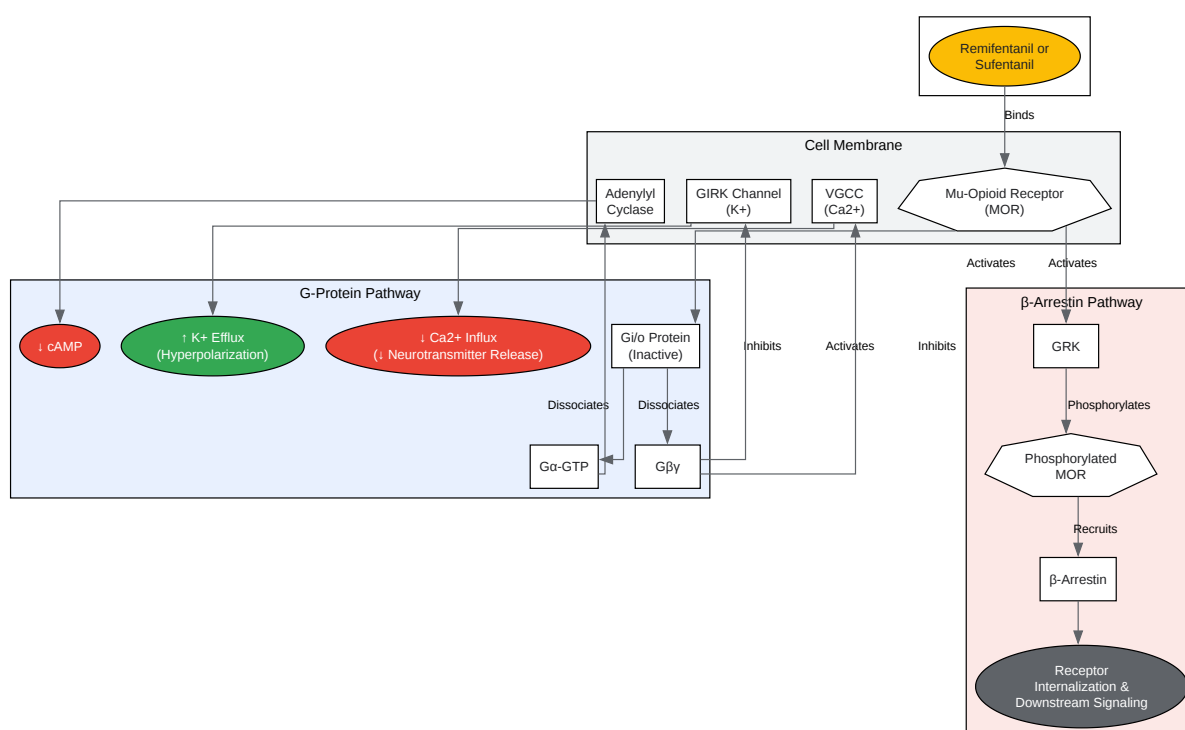 Remifentanil or
Sufentanil
Binds
Cell Membrane
Adenylyl
Cyclase
GIRK Channel
(K+)
VGCC
(Ca2+)
Mu-Opioid Receptor
(MOR)
Activates
Activates
G-Protein Pathway
β-Arrestin Pathway
↓ cAMP
↑ K+ Efflux
(Hyperpolarization)
↓ Ca2+ Influx
(↓ Neurotransmitter Release)
Gi/o Protein
(Inactive)
Inhibits
Activates
Inhibits
GRK
Dissociates
Dissociates
Phosphorylates
Gα-GTP
Gβγ
Phosphorylated
MOR
Recruits
β-Arrestin
Receptor
Internalization &
Downstream Signaling